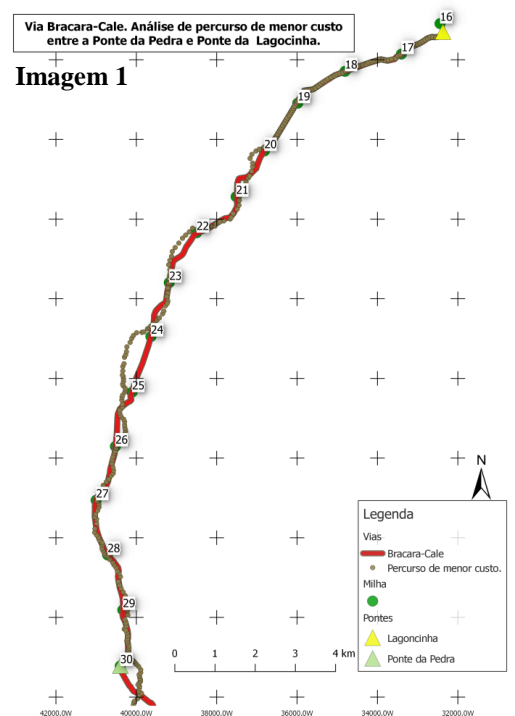 Via Bracara-Cale. Análise de percurso de menor custo
entre a Ponte da Pedra e Ponte da Lagocinha.
Imagem 1
16
17
18
19
20
21
22
23
24
25
26
27
28
29
30
N
Legenda
Vias
Bracara-Cale
Percurso de menor custo.
Milha
Pontes
Lagoncinha
Ponte da Pedra
0 1 2 3 4 km
42000.0W 40000.0W 38000.0W 36000.0W 34000.0W 32000.0W